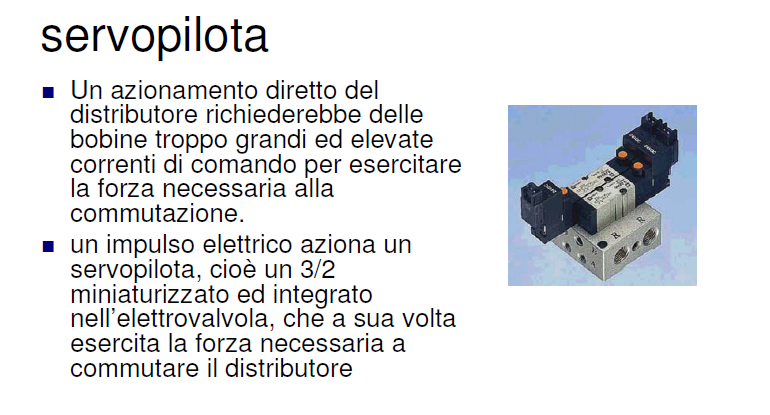 servopilota
Un azionamento diretto del
distributore richiederebbe delle
bobine troppo grandi ed elevate
correnti di comando per esercitare
la forza necessaria alla
commutazione.
un impulso elettrico aziona un
servopilota, cioè un 3/2
miniaturizzato ed integrato
nell'elettrovalvola, che a sua volta
esercita la forza necessaria a
commutare il distributore